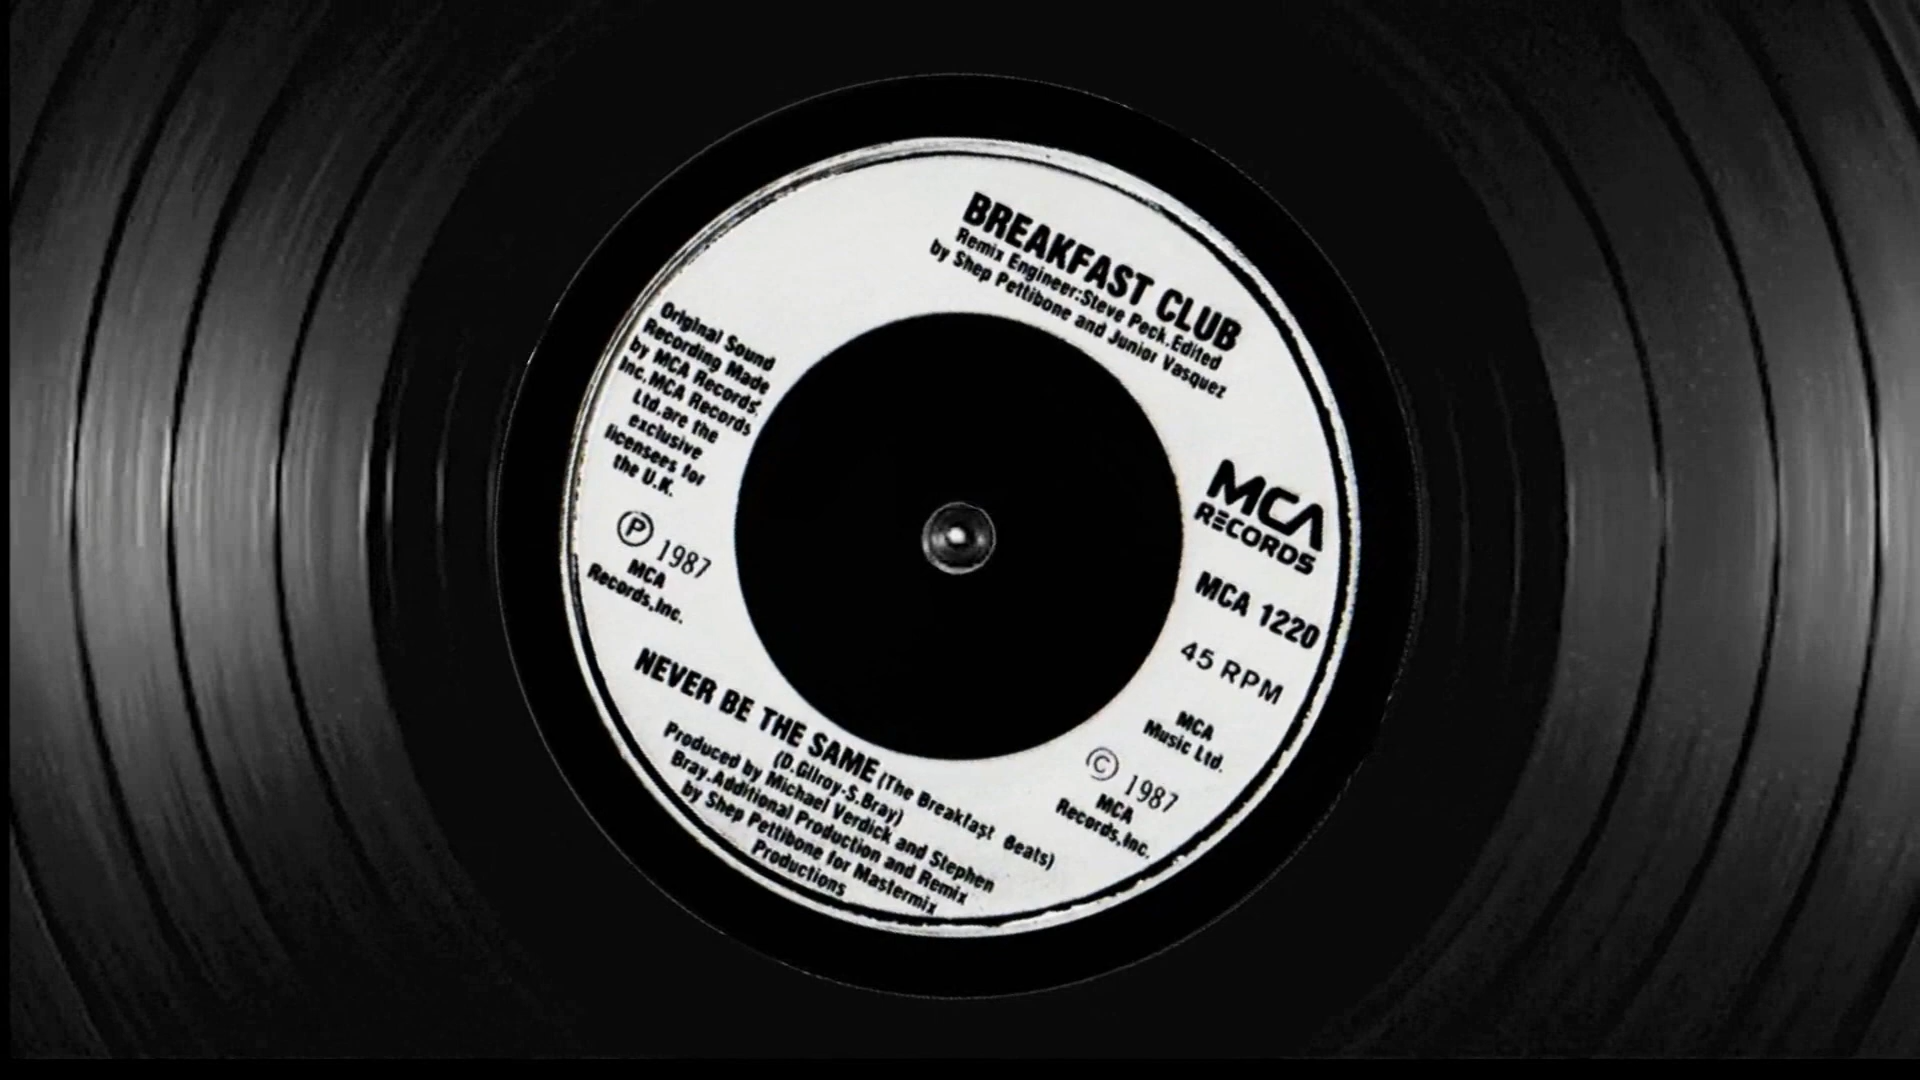 BREAKFAST CLUB
Remix Engineer:Steve Peck.Edited
by Shep Pettibone and Junior Vasquez
Original Sound
Recording Made
by MCA Records,
Inc.MCA Records
Ltd.are the
exclusive
licensees for
the U.K.
Ⓟ 1987
MCA
Records,Inc.
MCA
RECORDS
MCA 1220
45 RPM
MCA
Music Ltd.
© 1987
MCA
Records,Inc.
NEVER BE THE SAME (The Breakfast Beats)
(D.Gilroy-S.Bray)
Produced by Michael Verdick and Stephen
Bray.Additional Production and Remix
by Shep Pettibone for Mastermix
Productions